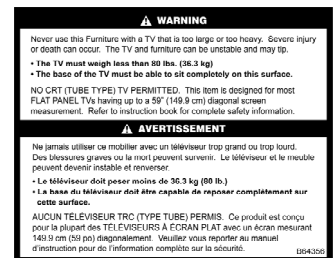 WARNING
Never use this Furniture with a TV that is too large or too heavy. Severe injury
or death can occur. The TV and furniture can be unstable and may tip.
• The TV must weigh less than 80 lbs. (36.3 kg)
• The base of the TV must be able to sit completely on this surface.
NO CRT (TUBE TYPE) TV PERMITTED. This item is designed for most
FLAT PANEL TVs having up to a 59" (149.9 cm) diagonal screen
measurement. Refer to instruction book for complete safety information.
AVERTISSEMENT
Ne jamais utiliser ce mobilier avec un téléviseur trop grand ou trop lourd.
Des blessures graves ou la mort peuvent survenir. Le téléviseur et le meuble
peuvent devenir instable et renverser.
• Le téléviseur doit peser moins de 36.3 kg (80 lb.)
• La base du téléviseur doit être capable de reposer complètement sur
cette surface.
AUCUN TÉLÉVISEUR TRC (TYPE TUBE) PERMIS. Ce produit est conçu
pour la plupart des TÉLÉVISEURS À ÉCRAN PLAT avec un écran mesurant
149.9 cm (59 po) diagonalement. Veuillez vous reporter au manuel
d'instruction pour de l'information complète sur la sécurité.
B64356